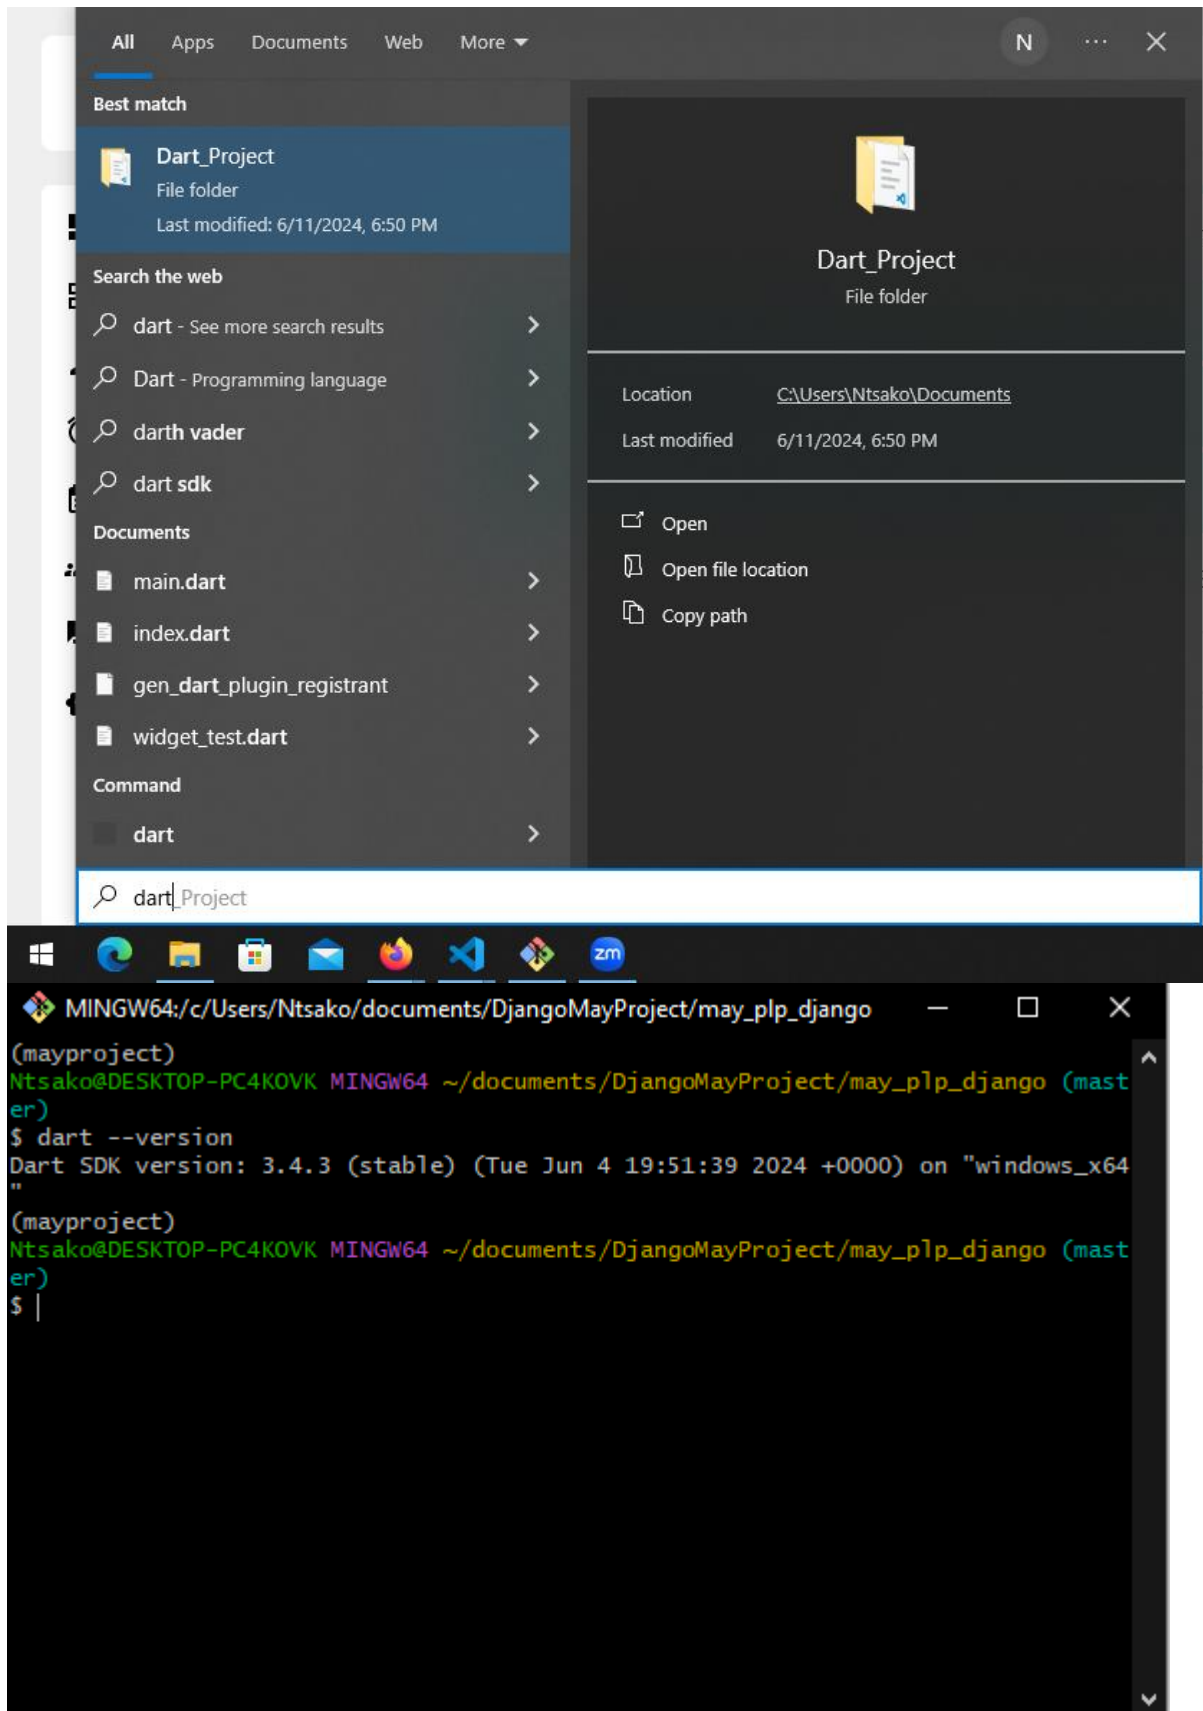 All Apps Documents Web More N ...
Best match
Dart_Project
File folder
Last modified: 6/11/2024, 6:50 PM
Search the web
dart - See more search results
Dart - Programming language
darth vader
dart sdk
Documents
main.dart
index.dart
gen_dart_plugin_registrant
widget_test.dart
Command
dart
dart_Project
Dart_Project
File folder
Location C:\Users\Ntsako\Documents
Last modified 6/11/2024, 6:50 PM
Open
Open file location
Copy path
zm
MINGW64:/c/Users/Ntsako/documents/DjangoMayProject/may_plp_django
(mayproject)
Ntsako@DESKTOP-PC4KOVK MINGW64 ~/documents/DjangoMayProject/may_plp_django (mast
er)
$ dart --version
Dart SDK version: 3.4.3 (stable) (Tue Jun 4 19:51:39 2024 +0000) on "windows_x64
"
(mayproject)
Ntsako@DESKTOP-PC4KOVK MINGW64 ~/documents/DjangoMayProject/may_plp_django (mast
er)
$